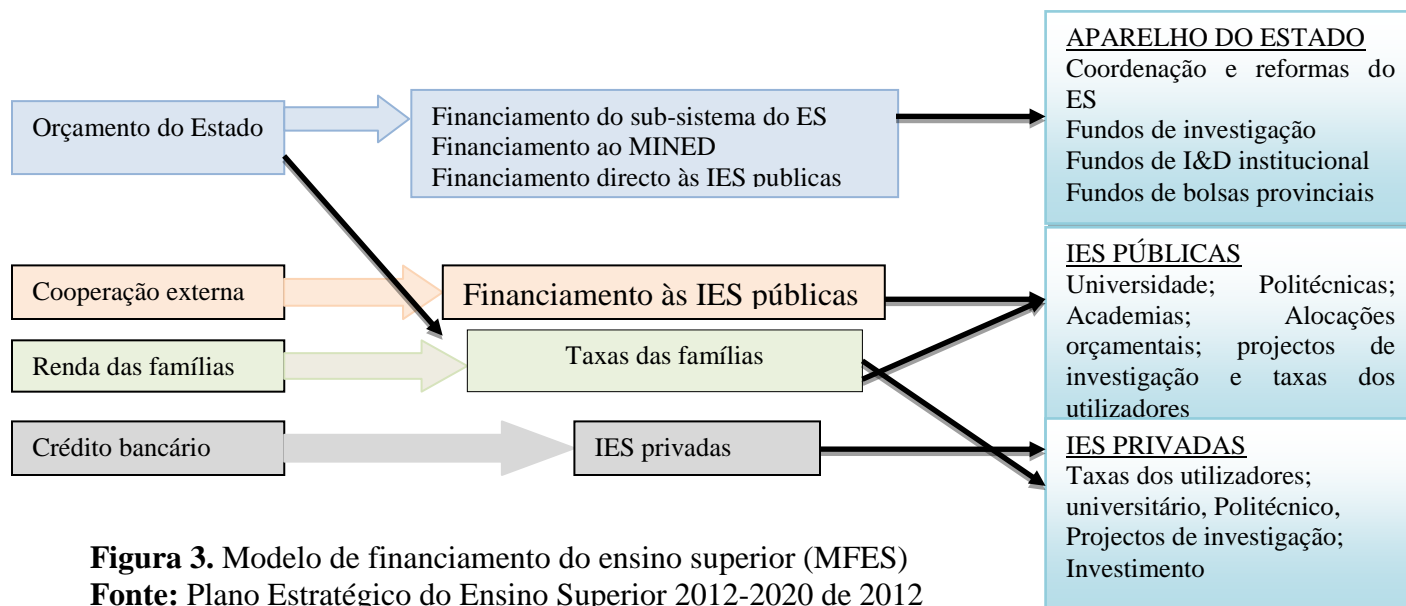 Orçamento do Estado
Financiamento do sub-sistema do ES
Financiamento ao MINED
Financiamento directo às IES publicas
APARELHO DO ESTADO
Coordenação e reformas do
ES
Fundos de investigação
Fundos de I&D institucional
Fundos de bolsas provinciais
Cooperação externa
Financiamento às IES públicas
IES PÚBLICAS
Universidade; Politécnicas;
Academias; Alocações
orçamentais; projectos de
investigação e taxas dos
utilizadores
Renda das famílias
Taxas das famílias
Crédito bancário
IES privadas
IES PRIVADAS
Taxas dos utilizadores;
universitário, Politécnico,
Projectos de investigação;
Investimento
Figura 3. Modelo de financiamento do ensino superior (MFES)
Fonte: Plano Estratégico do Ensino Superior 2012-2020 de 2012